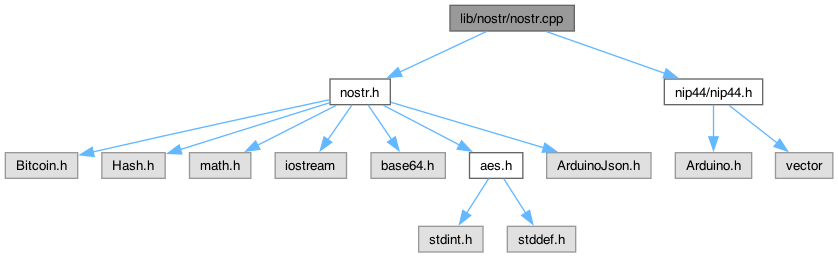 lib/nostr/nostr.cpp
nostr.h
nip44/nip44.h
Bitcoin.h
Hash.h
math.h
iostream
base64.h
aes.h
ArduinoJson.h
Arduino.h
vector
stdint.h
stddef.h